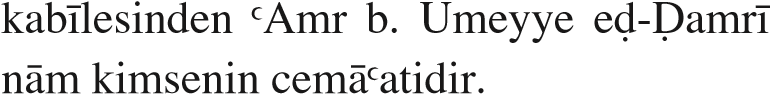 kabīlesinden ʿAmr b. Umeyye eḍ-Ḍamrī
nām kimsenin cemāʿatidir.